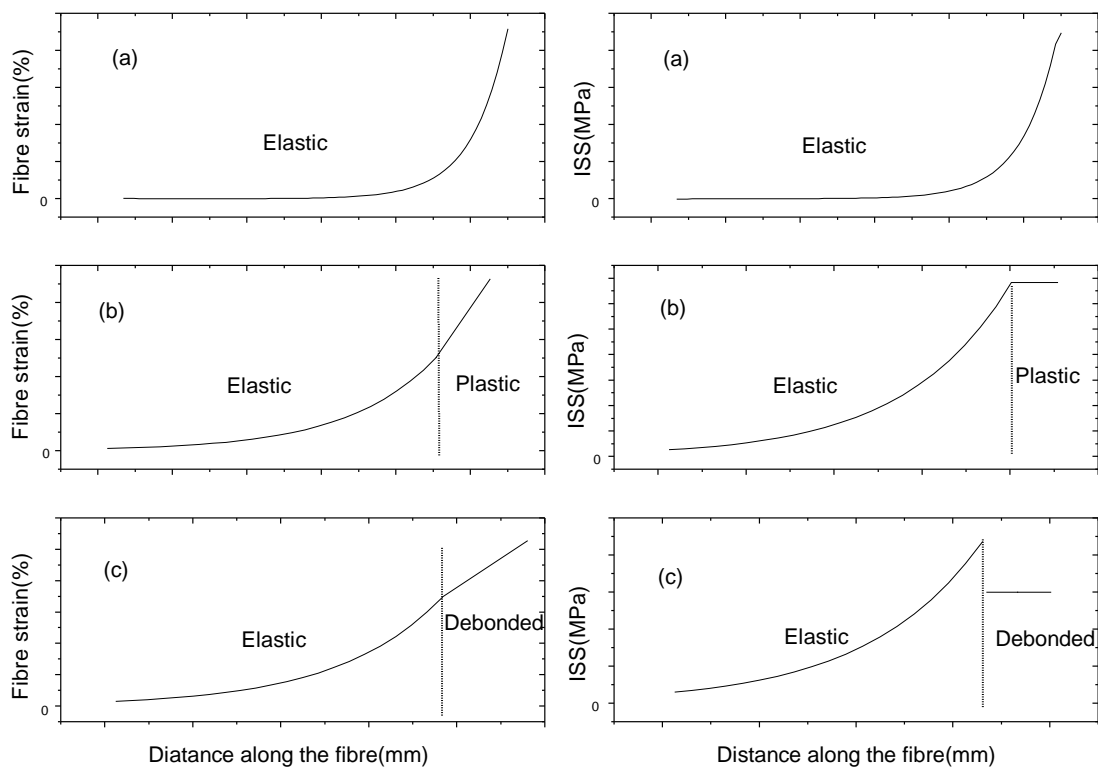 Fibre strain(%)
(a)
Elastic
0
ISS(MPa)
(a)
Elastic
0
Fibre strain(%)
(b)
Elastic
Plastic
0
ISS(MPa)
(b)
Elastic
Plastic
0
Fibre strain(%)
(c)
Elastic
Debonded
0
Diatance along the fibre(mm)
ISS(MPa)
(c)
Elastic
Debonded
0
Distance along the fibre(mm)